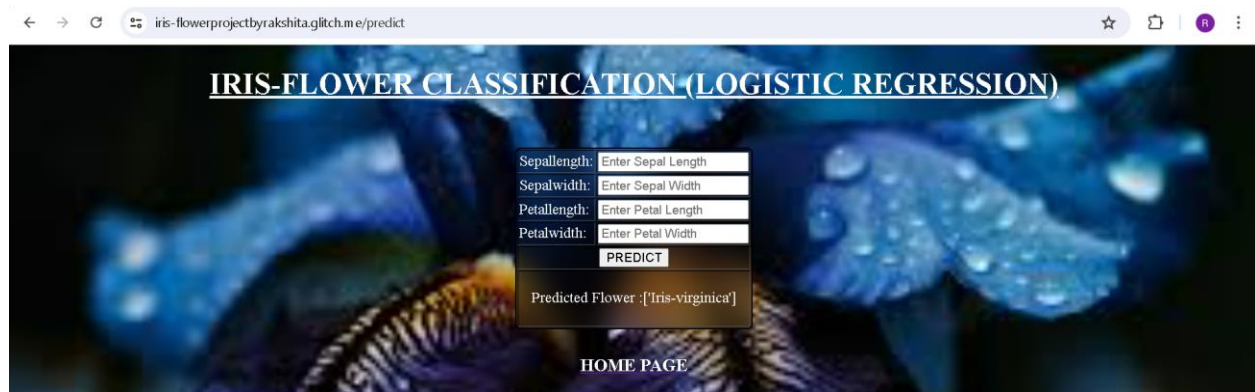 iris-flowerprojectbyrakshita.glitch.me/predict
R
IRIS-FLOWER CLASSIFICATION (LOGISTIC REGRESSION)
Sepallength: Enter Sepal Length
Sepalwidth: Enter Sepal Width
Petallength: Enter Petal Length
Petalwidth: Enter Petal Width
PREDICT
Predicted Flower :['Iris-virginica']
HOME PAGE